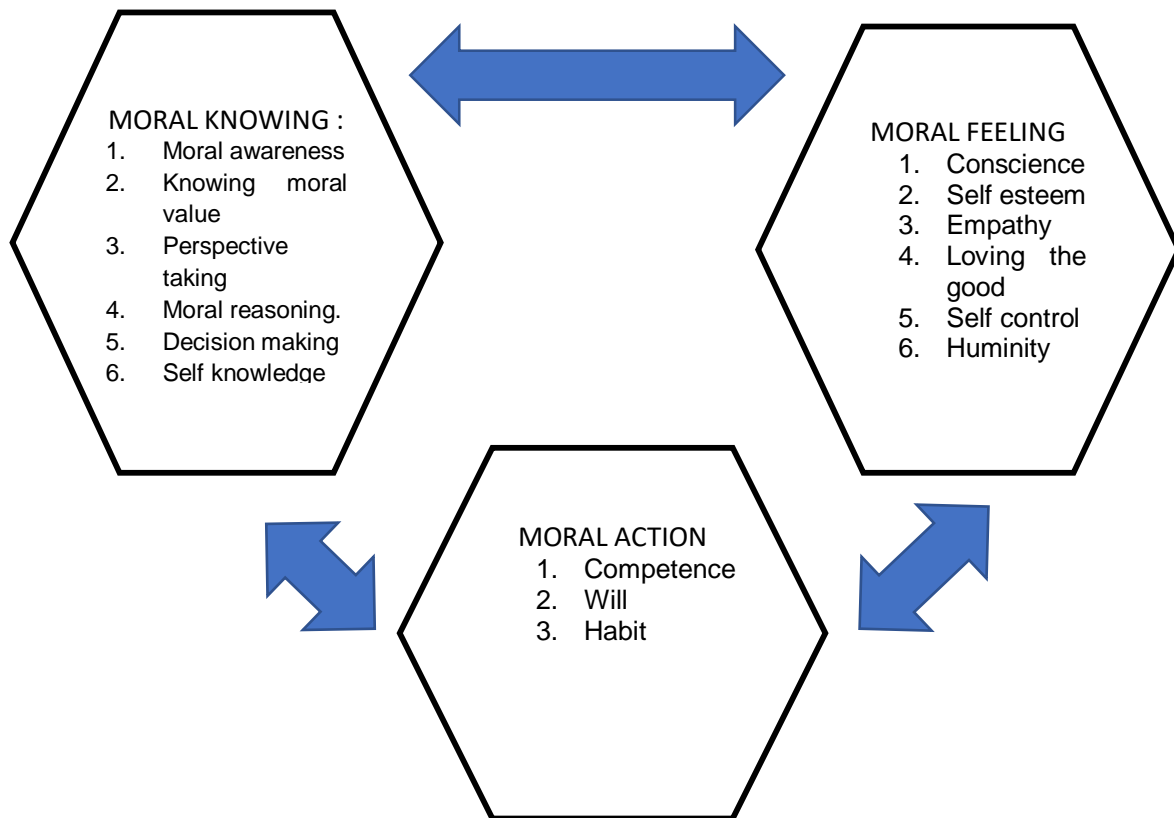 MORAL KNOWING :
1. Moral awareness
2. Knowing moral
value
3. Perspective
taking
4. Moral reasoning.
5. Decision making
6. Self knowledge
MORAL FEELING
1. Conscience
2. Self esteem
3. Empathy
4. Loving the
good
5. Self control
6. Huminity
MORAL ACTION
1. Competence
2. Will
3. Habit